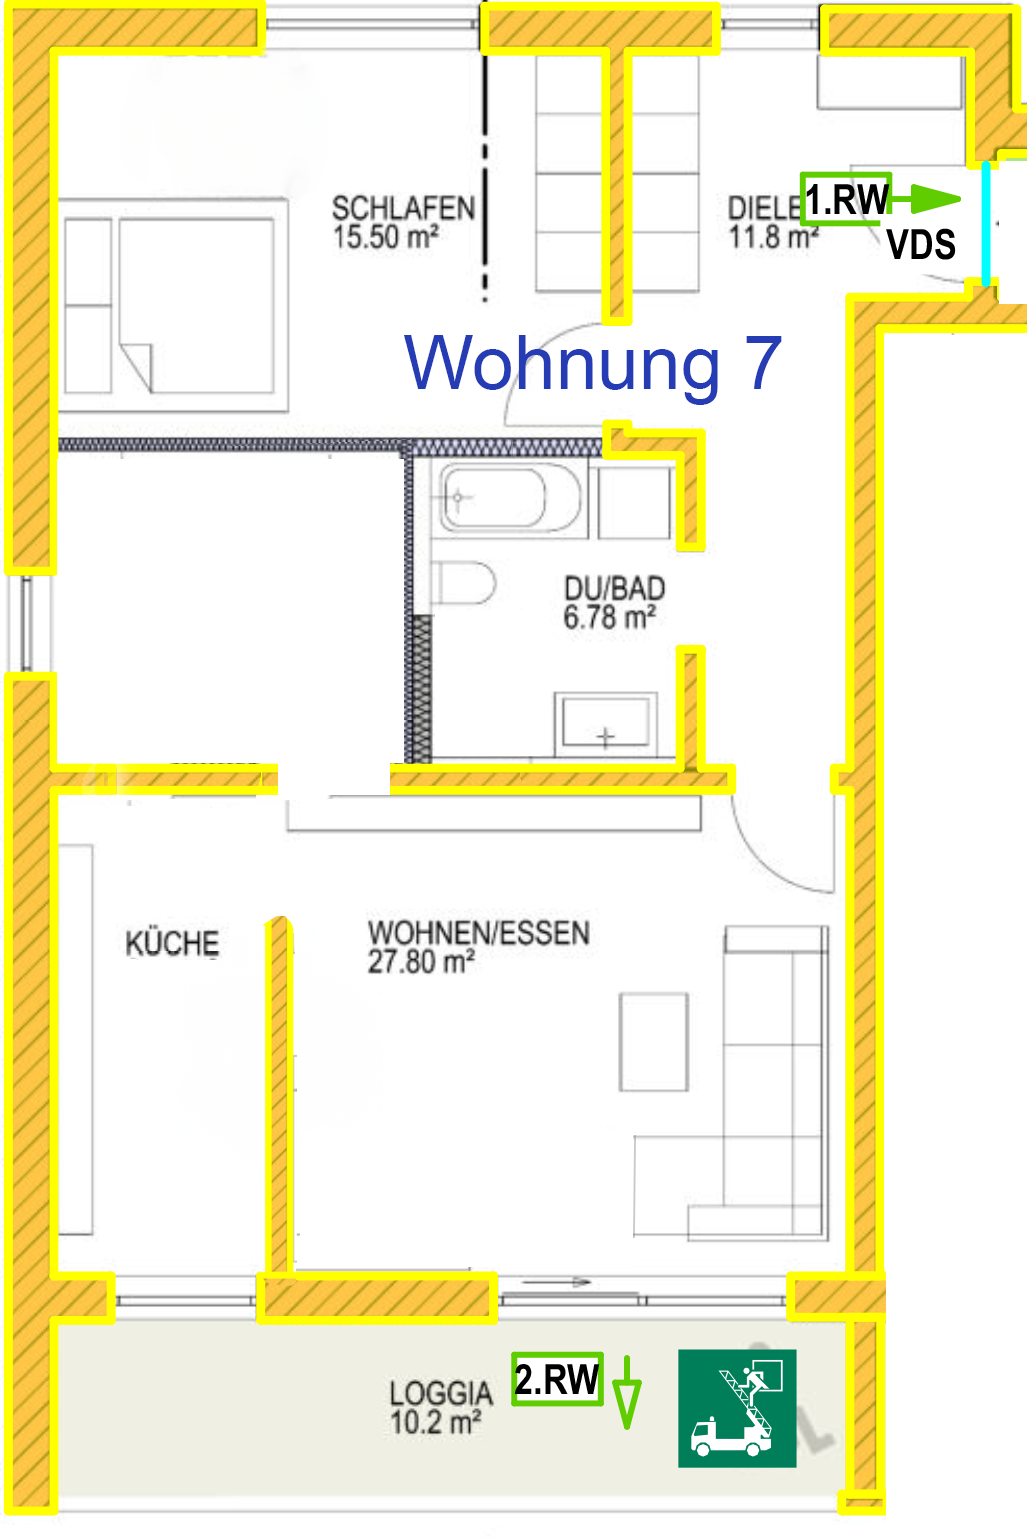 SCHLAFEN
15.50 m²
DIELE
11.8 m²
1.RW
VDS
Wohnung 7
DU/BAD
6.78 m²
KÜCHE
WOHNEN/ESSEN
27.80 m²
LOGGIA
10.2 m²
2.RW